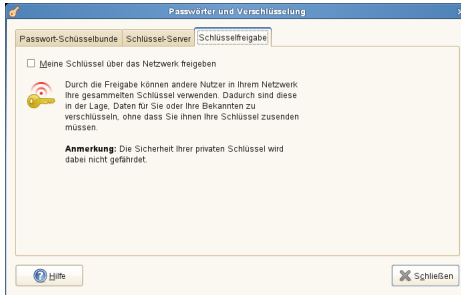 Passwörter und Verschlüsselung
Passwort-Schüsselbunde Schlüssel-Server Schlüsselfreigabe
Meine Schlüssel über das Netzwerk freigeben
Durch die Freigabe können andere Nutzer in Ihrem Netzwerk
Ihre gesammelten Schlüssel verwenden. Dadurch sind diese
in der Lage, Daten für Sie oder Ihre Bekannten zu
verschlüsseln, ohne dass Sie ihnen Ihre Schlüssel zusenden
müssen.
Anmerkung: Die Sicherheit Ihrer privaten Schlüssel wird
dabei nicht gefährdet.
Hilfe
Schließen